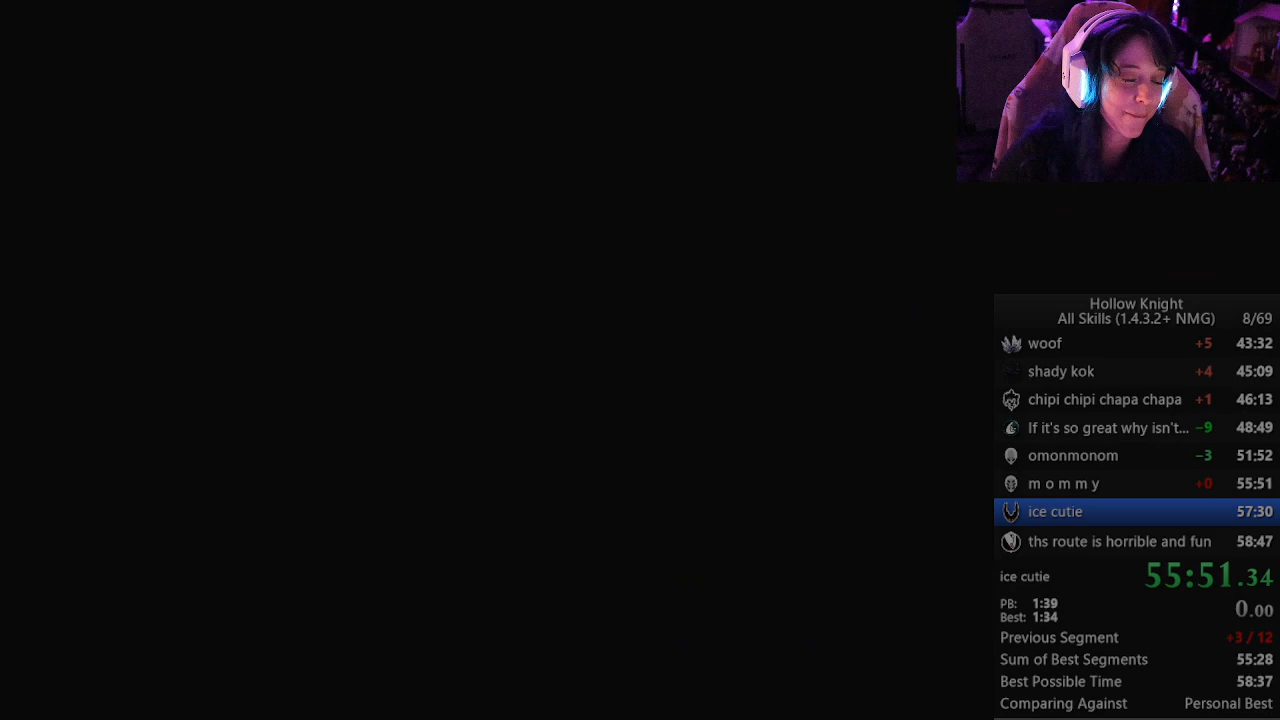 Hollow Knight
All Skills (1.4.3.2+ NMG) 8/69
woof +5 43:32
shady kok +4 45:09
chipi chipi chapa chapa +1 46:13
If it's so great why isn't... -9 48:49
omonmonom -3 51:52
m o m m y +0 55:51
ice cutie 57:30
ths route is horrible and fun 58:47
ice cutie 55:51.34
PB: 1:39 0.00
Best: 1:34
Previous Segment +3 / 12
Sum of Best Segments 55:28
Best Possible Time 58:37
Comparing Against Personal Best